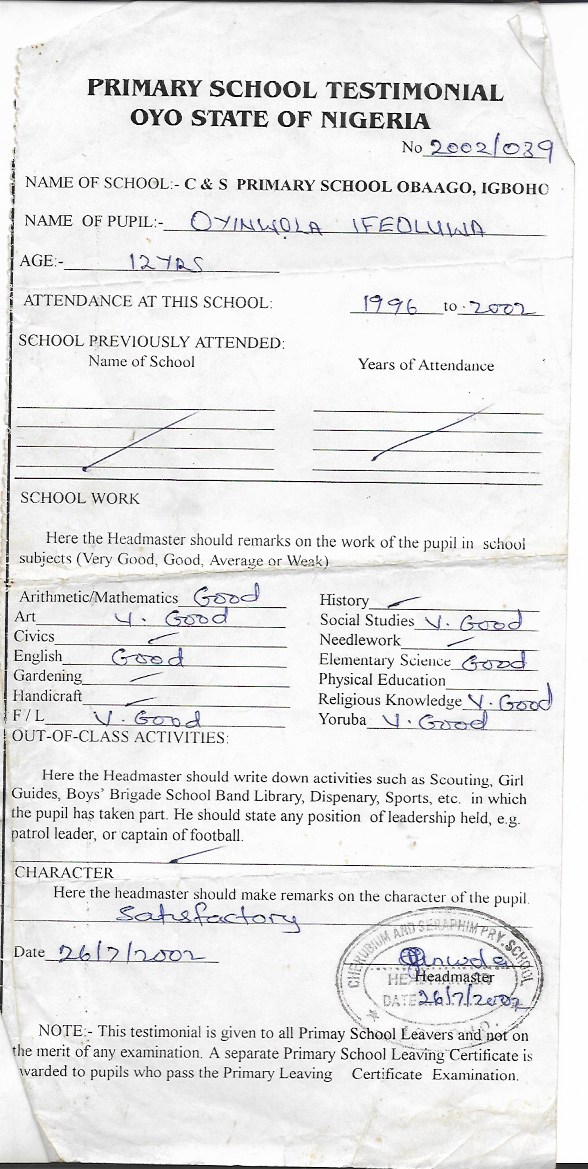 PRIMARY SCHOOL TESTIMONIAL
OYO STATE OF NIGERIA
No 2002/039
NAME OF SCHOOL:- C & S PRIMARY SCHOOL OBAAGO, IGBOHO
NAME OF PUPIL:- OYINWOLA IFEOLUWA
AGE:- 12YRS
ATTENDANCE AT THIS SCHOOL: 1996 to 2002
SCHOOL PREVIOUSLY ATTENDED:
Name of School Years of Attendance
SCHOOL WORK
Here the Headmaster should remarks on the work of the pupil in school
subjects (Very Good, Good, Average or Weak)
Arithmetic/Mathematics Good History
Art V. Good Social Studies V. Good
Civics Needlework
English Good Elementary Science Good
Gardening Physical Education
Handicraft Religious Knowledge V. Good
F / L V. Good Yoruba V. Good
OUT-OF-CLASS ACTIVITIES:
Here the Headmaster should write down activities such as Scouting, Girl
Guides, Boys' Brigade School Band Library, Dispenary, Sports, etc. in which
the pupil has taken part. He should state any position of leadership held, e.g.
patrol leader, or captain of football.
CHARACTER
Here the headmaster should make remarks on the character of the pupil.
Satisfactory
CHERUBIUM AND SERAPHIM PRY. SCHOOL
Date 26/7/2002
Headmaster
DATE 26/7/2002
NOTE:- This testimonial is given to all Primay School Leavers and not on
the merit of any examination. A separate Primary School Leaving Certificate is
warded to pupils who pass the Primary Leaving Certificate Examination.